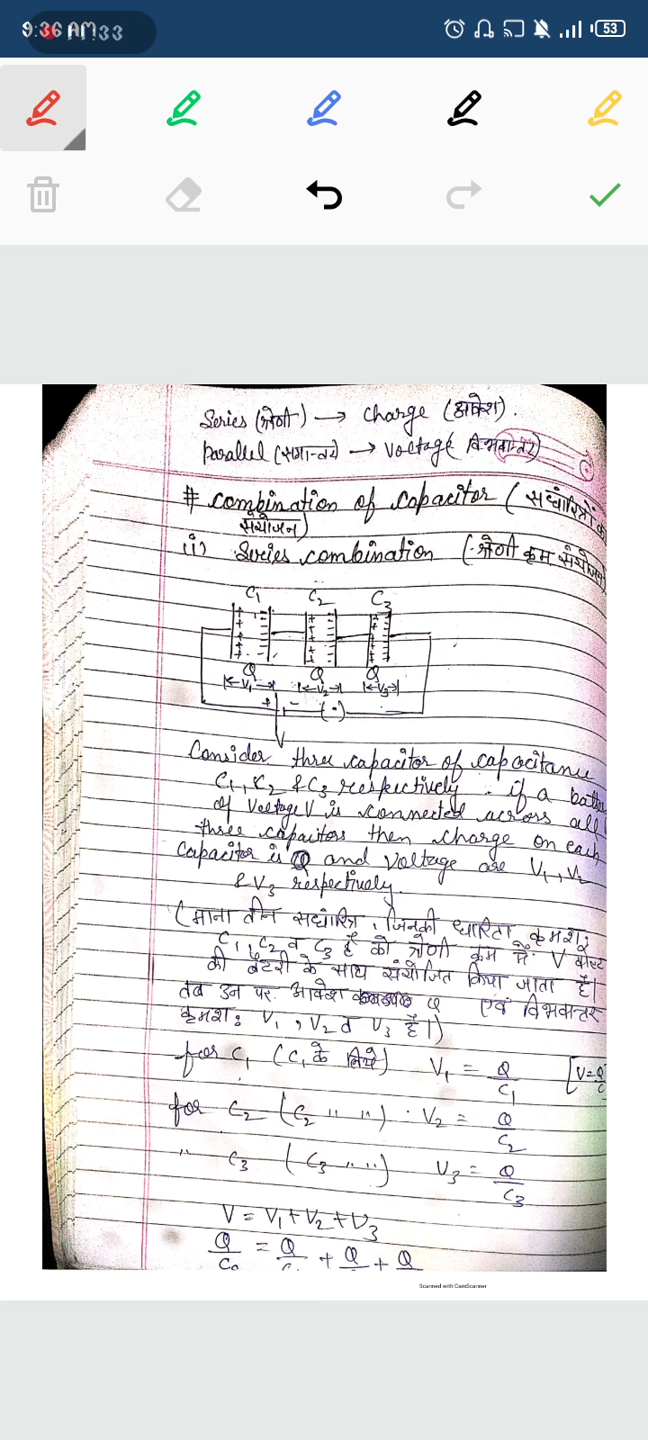 9:36 AM
53
Series (श्रेणी) → charge (आवेश).
Parallel (समान्तर) → Voltage विभवान्तर)
# Combination of Capacitor (संधारित्रों का
संयोजन)
(i) Series combination (श्रेणी क्रम संयोजन
C1 C2 C3
Q Q Q
V1 V2 V3
+ - (·)
V
Consider three capacitor of capacitance
C1, C2 & C3 respectively. if a
of Voltage V is connected across all
three capacitors then charge on each
Capacitor is Q and Voltage are V1, V2
& V3 respectively.
(माना तीन संधारित्र, जिनकी धारिता क्रमशः
C1, C2 व C3 है को श्रेणी क्रम में V वोल्ट
की बैटरी के साथ संयोजित किया जाता है।
तब उन पर आवेश Q एवं विभवान्तर
क्रमशः V1, V2 व V3 है।)
for C1 (C1 के लिये) V1 = Q/C1 [V=Q/C
for C2 (C2 '' '') · V2 = Q/C2
'' C3 (C3 '' '') V3 = Q/C3
V = V1+V2+V3
Q = Q + Q + Q
Scanned with CamScanner